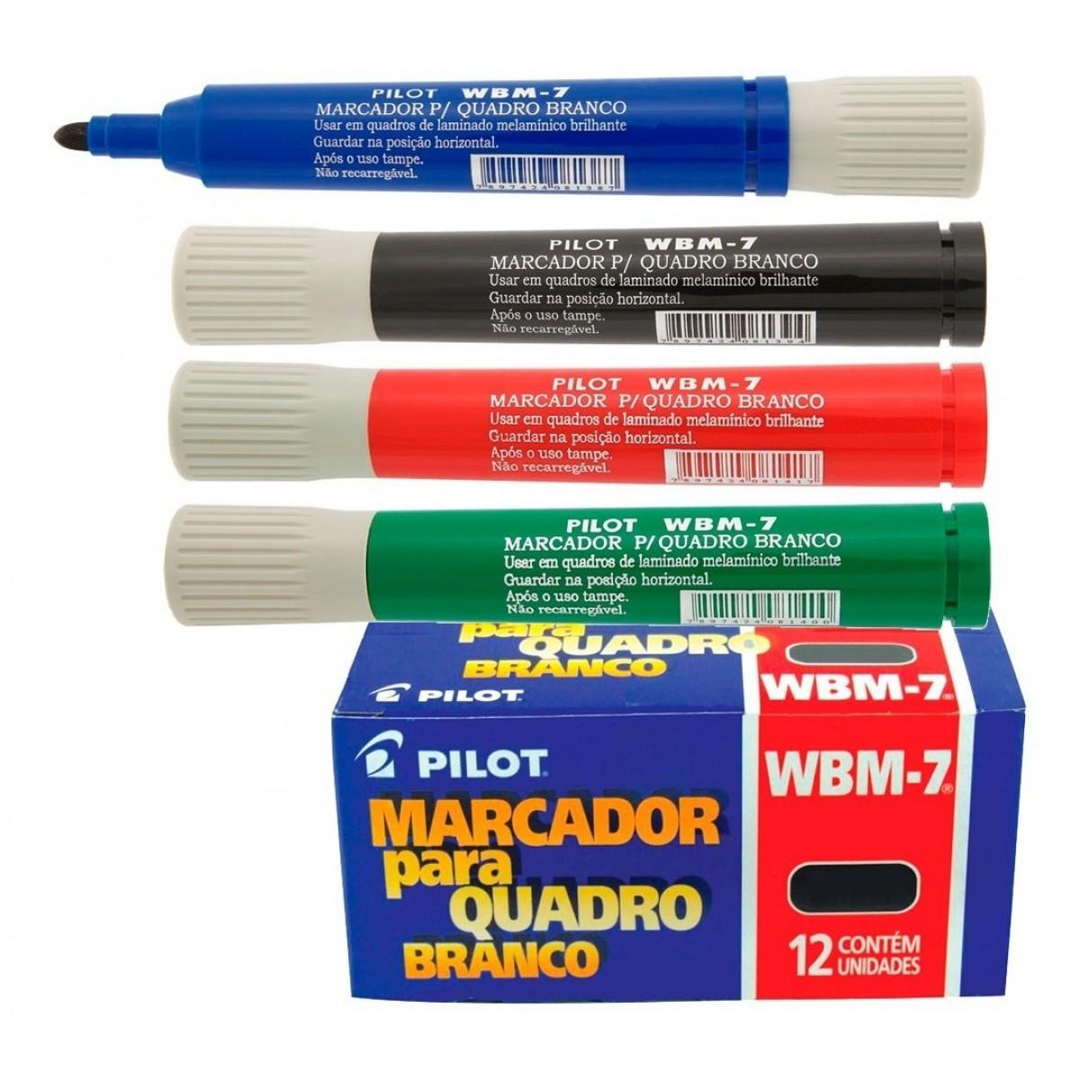 PILOT WBM-7
MARCADOR P/ QUADRO BRANCO
Usar em quadros de laminado melamínico brilhante
Guardar na posição horizontal.
Após o uso tampe.
Não recarregável.
7897424081387
PILOT WBM-7
MARCADOR P/ QUADRO BRANCO
Usar em quadros de laminado melamínico brilhante
Guardar na posição horizontal.
Após o uso tampe.
Não recarregável.
7897424081394
PILOT WBM-7
MARCADOR P/ QUADRO BRANCO
Usar em quadros de laminado melamínico brilhante
Guardar na posição horizontal.
Após o uso tampe.
Não recarregável.
7897424081417
PILOT WBM-7
MARCADOR P/ QUADRO BRANCO
Usar em quadros de laminado melamínico brilhante
Guardar na posição horizontal.
Após o uso tampe.
Não recarregável.
7897424081400
para
QUADRO
BRANCO
PILOT
WBM-7
PILOT
MARCADOR
para
QUADRO
BRANCO
WBM-7®
12 CONTÉM
UNIDADES